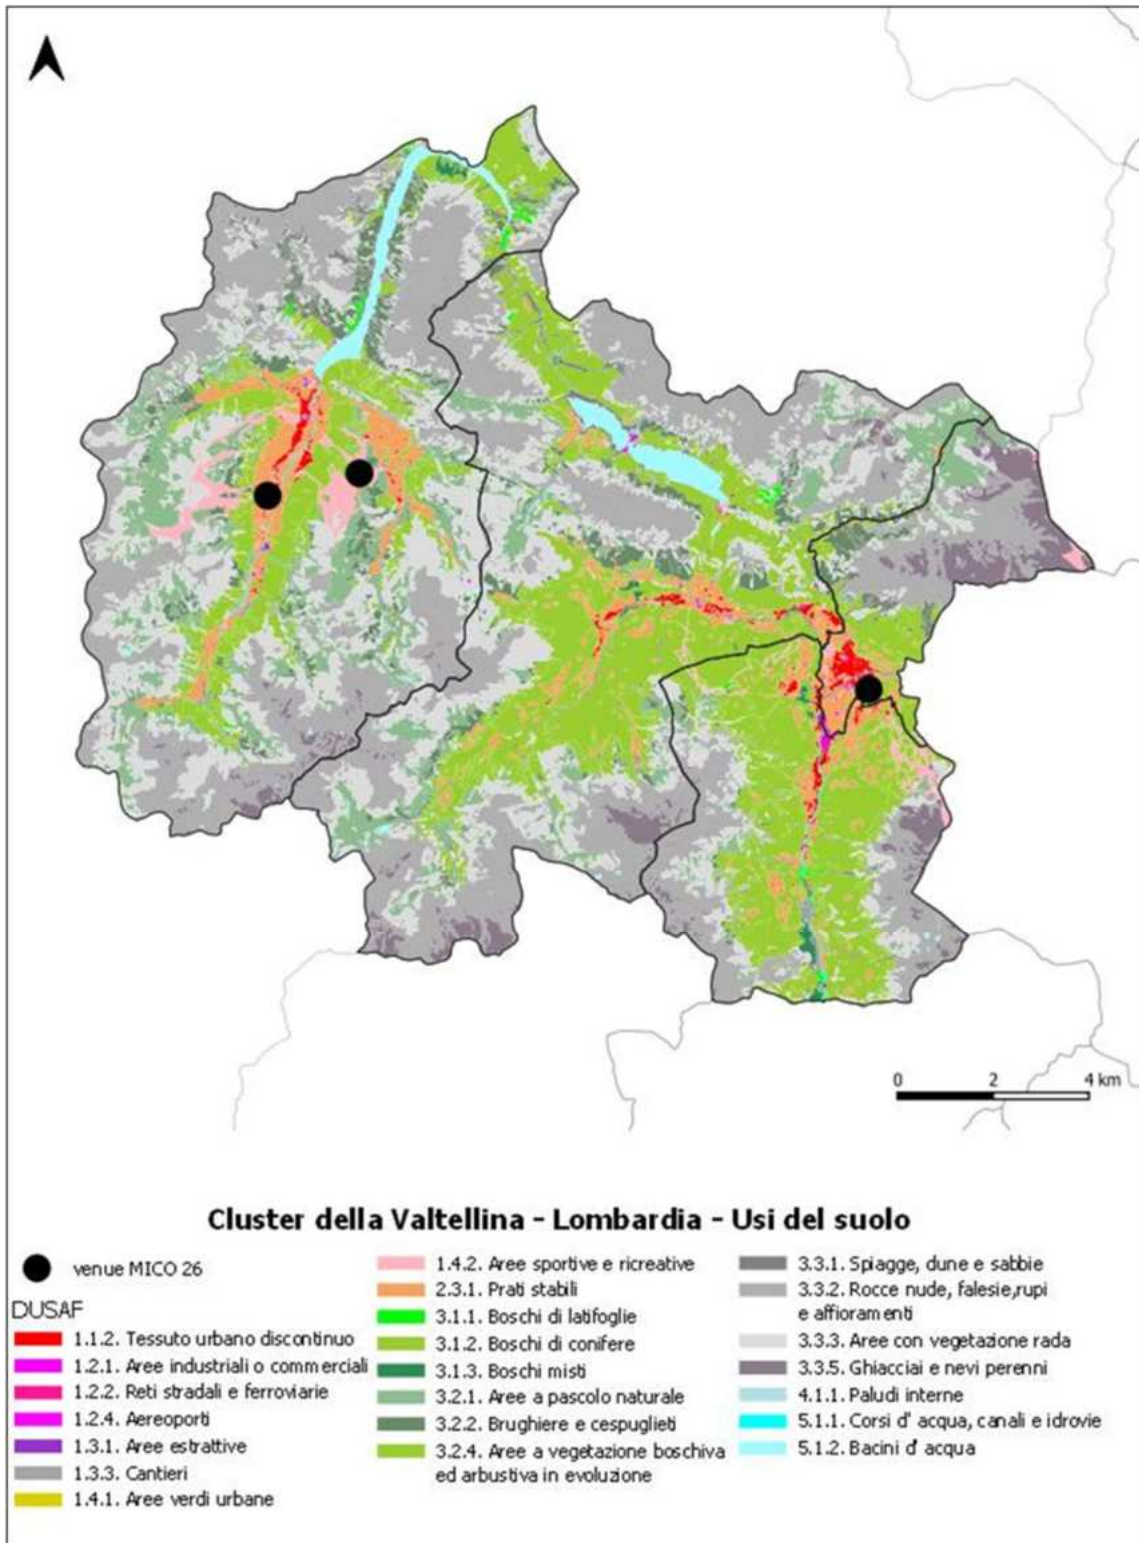 0 2 4 km
Cluster della Valtellina - Lombardia - Usi del suolo
venue MICO 26
DUSAF
1.1.2. Tessuto urbano discontinuo
1.2.1. Aree industriali o commerciali
1.2.2. Reti stradali e ferroviarie
1.2.4. Aereoporti
1.3.1. Aree estrattive
1.3.3. Cantieri
1.4.1. Aree verdi urbane
1.4.2. Aree sportive e ricreative
2.3.1. Prati stabili
3.1.1. Boschi di latifoglie
3.1.2. Boschi di conifere
3.1.3. Boschi misti
3.2.1. Aree a pascolo naturale
3.2.2. Brughiere e cespuglieti
3.2.4. Aree a vegetazione boschiva
ed arbustiva in evoluzione
3.3.1. Spiagge, dune e sabbie
3.3.2. Rocce nude, falesie,rupi
e affioramenti
3.3.3. Aree con vegetazione rada
3.3.5. Ghiacciai e nevi perenni
4.1.1. Paludi interne
5.1.1. Corsi d' acqua, canali e idrovie
5.1.2. Bacini d' acqua